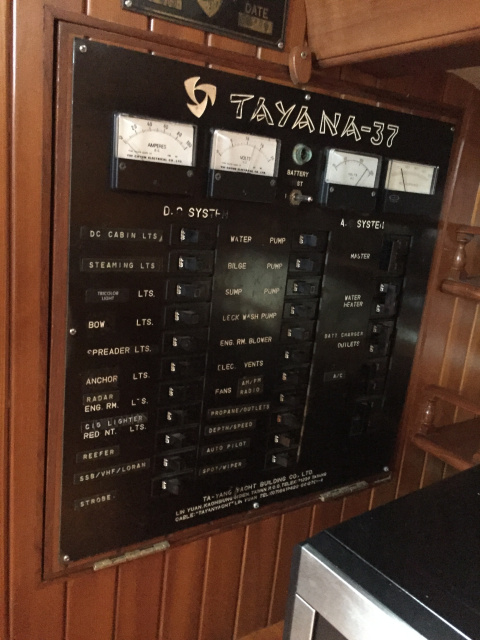 DATE
TAYANA-37
AMPERES
VOLTS
BATTERY
D.C SYSTEM
A.C SYSTEM
DC CABIN LTS
STEAMING LTS
TRICOLOR
LIGHT
LTS.
BOW LTS.
SPREADER LTS.
ANCHOR LTS.
RADAR
ENG. RM. LTS.
CIG LIGHTER
RED NT. LTS.
REEFER
SSB/VHF/LORAN
STROBE
WATER PUMP
BILGE PUMP
SUMP PUMP
DECK WASH PUMP
ENG. RM. BLOWER
ELEC. VENTS
FANS AM/FM
RADIO
PROPANE/OUTLETS
DEPTH/SPEED
AUTO PILOT
MASTER
WATER
HEATER
BATT CHARGER
OUTLETS
A/C
TA-YANG YACHT BUILDING CO., LTD.